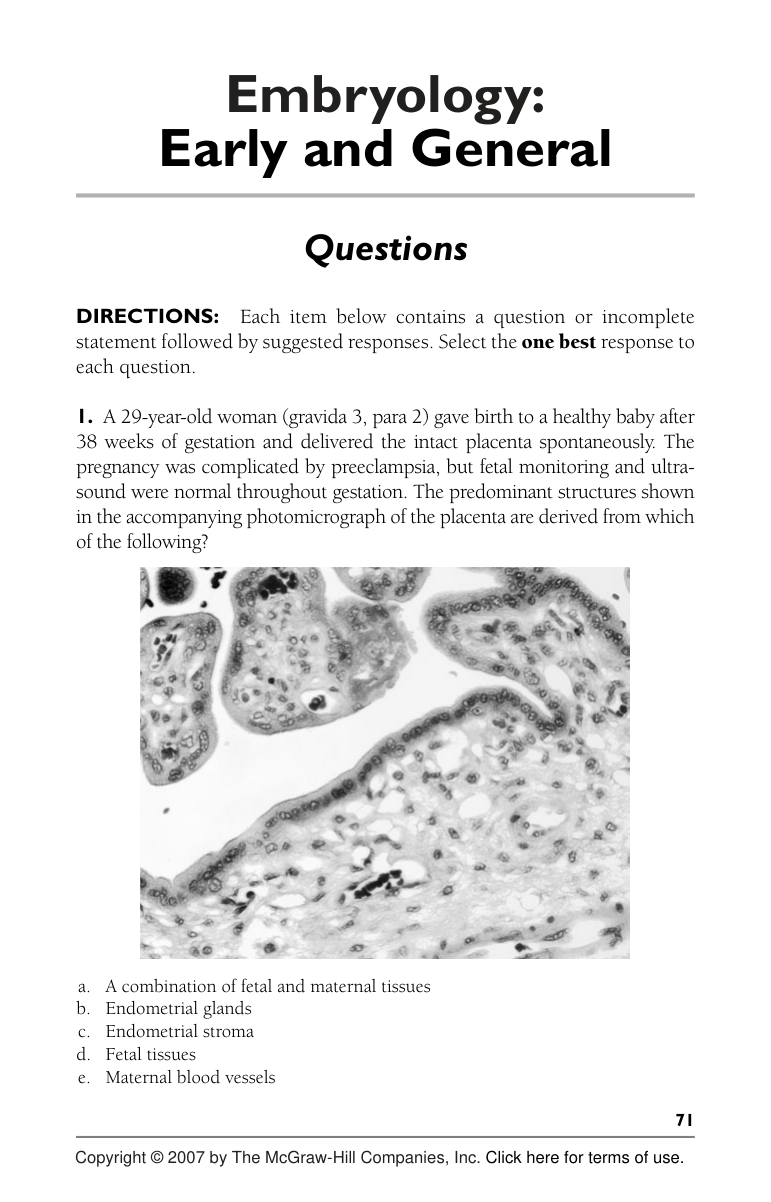 Embryology:
Early and General
Questions
DIRECTIONS: Each item below contains a question or incomplete
statement followed by suggested responses. Select the one best response to
each question.
1. A 29-year-old woman (gravida 3, para 2) gave birth to a healthy baby after
38 weeks of gestation and delivered the intact placenta spontaneously. The
pregnancy was complicated by preeclampsia, but fetal monitoring and ultra-
sound were normal throughout gestation. The predominant structures shown
in the accompanying photomicrograph of the placenta are derived from which
of the following?
a. A combination of fetal and maternal tissues
b. Endometrial glands
c. Endometrial stroma
d. Fetal tissues
e. Maternal blood vessels
71
Copyright © 2007 by The McGraw-Hill Companies, Inc. Click here for terms of use.